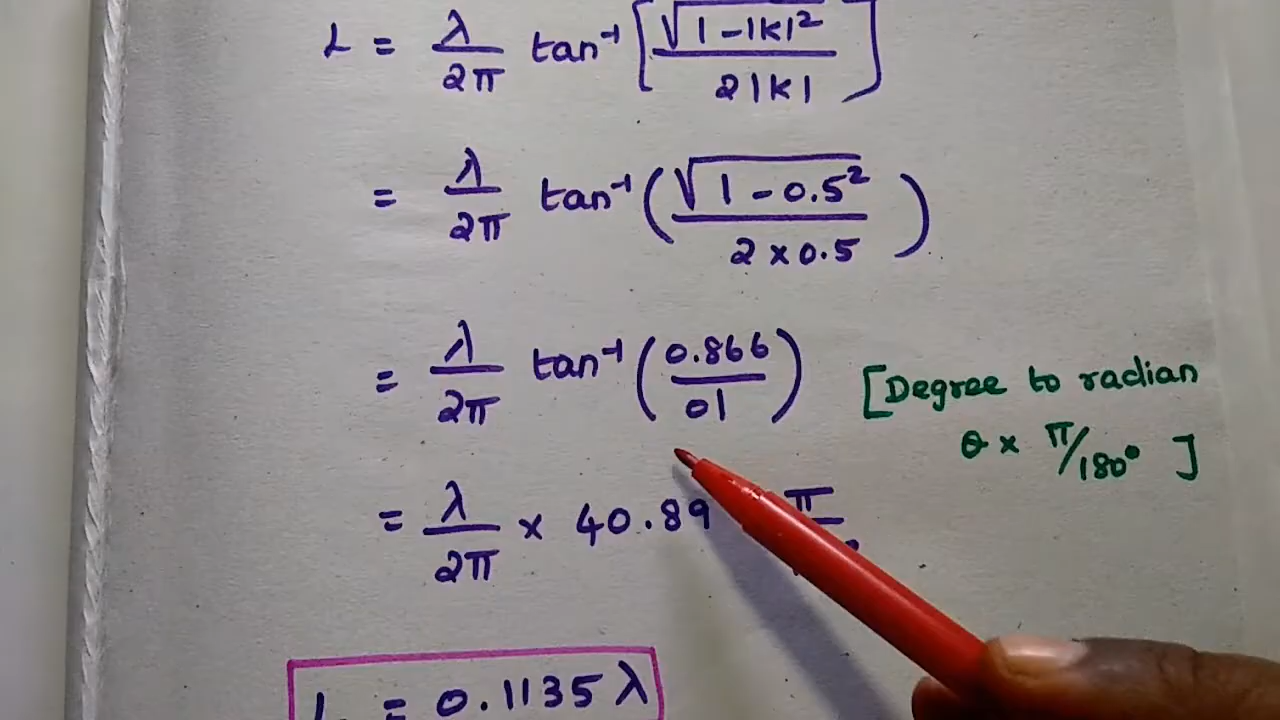 L = λ/2π tan⁻¹ [√1-|K|² / 2|K|]
= λ/2π tan⁻¹ (√1-0.5² / 2×0.5)
= λ/2π tan⁻¹ (0.866/01)
[Degree to radian
θ × π/180° ]
= λ/2π × 40.89 π
L = 0.1135 λ